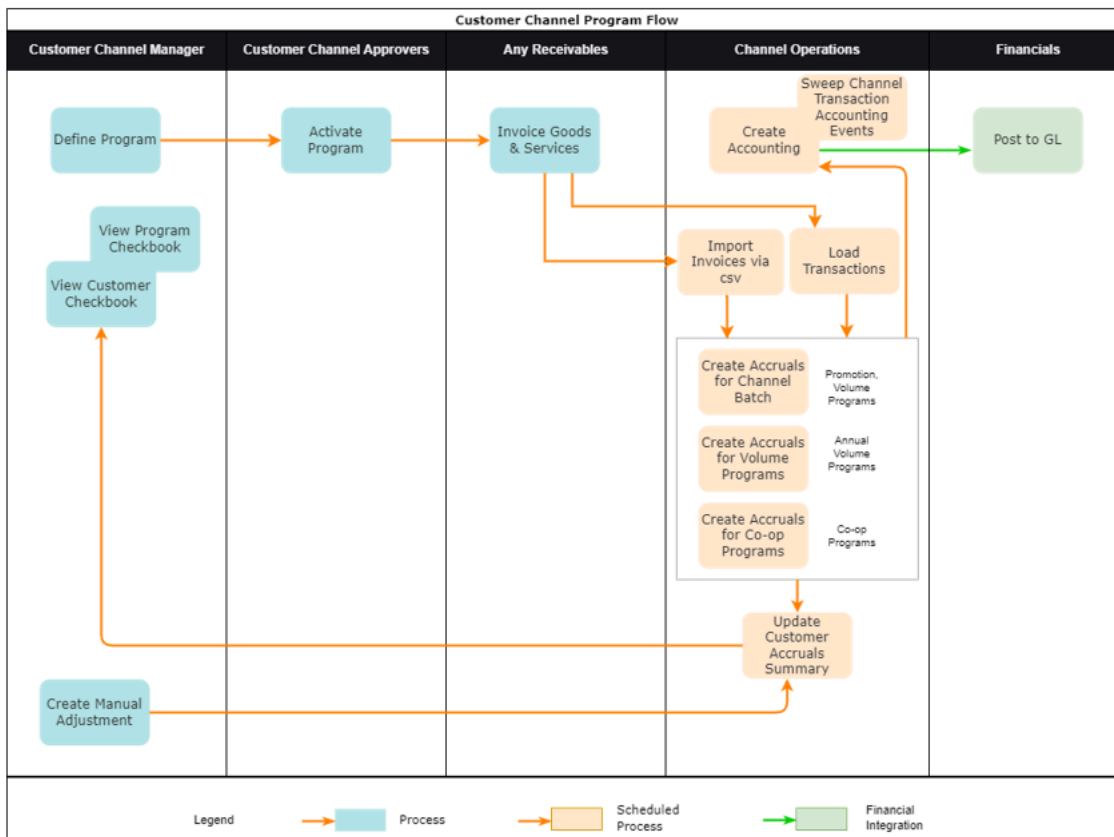 Customer Channel Program Flow
Customer Channel Manager
Customer Channel Approvers
Any Receivables
Channel Operations
Financials
Define Program
Activate
Program
Invoice Goods
& Services
Sweep Channel
Transaction
Accounting
Events
Create
Accounting
Post to GL
View Program
Checkbook
View Customer
Checkbook
Import
Invoices via
csv
Load
Transactions
Create Accruals
for Channel
Batch
Promotion,
Volume
Programs
Create Accruals
for Volume
Programs
Annual
Volume
Programs
Create Accruals
for Co-op
Programs
Co-op
Programs
Update
Customer
Accruals
Summary
Create Manual
Adjustment
Legend
Process
Scheduled
Process
Financial
Integration